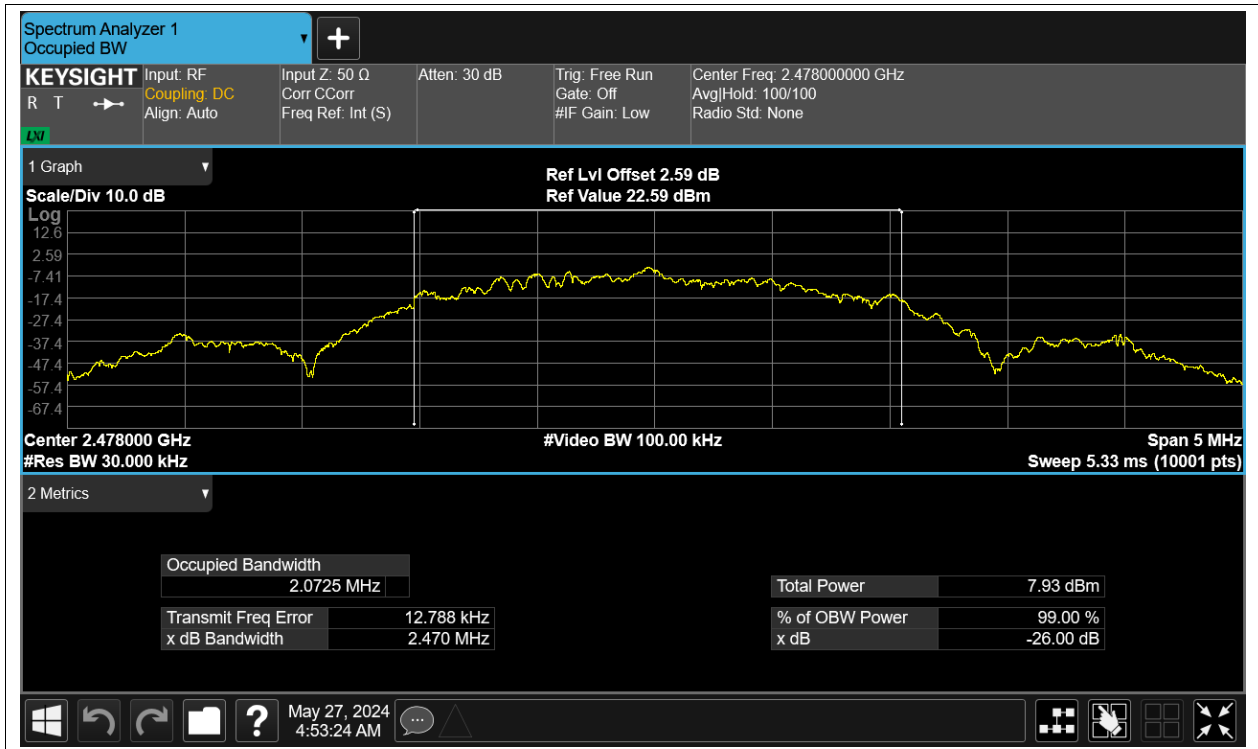 Spectrum Analyzer 1
Occupied BW
+
KEYSIGHT
R T
LXI
Input: RF
Coupling: DC
Align: Auto
Input Z: 50 Ω
Corr CCorr
Freq Ref: Int (S)
Atten: 30 dB
Trig: Free Run
Gate: Off
#IF Gain: Low
Center Freq: 2.478000000 GHz
Avg|Hold: 100/100
Radio Std: None
1 Graph
Scale/Div 10.0 dB
Ref Lvl Offset 2.59 dB
Ref Value 22.59 dBm
Log
12.6
2.59
-7.41
-17.4
-27.4
-37.4
-47.4
-57.4
-67.4
Center 2.478000 GHz
#Video BW 100.00 kHz
Span 5 MHz
#Res BW 30.000 kHz
Sweep 5.33 ms (10001 pts)
2 Metrics
Occupied Bandwidth
2.0725 MHz
Transmit Freq Error 12.788 kHz
x dB Bandwidth 2.470 MHz
Total Power 7.93 dBm
% of OBW Power 99.00 %
x dB -26.00 dB
?
May 27, 2024
4:53:24 AM